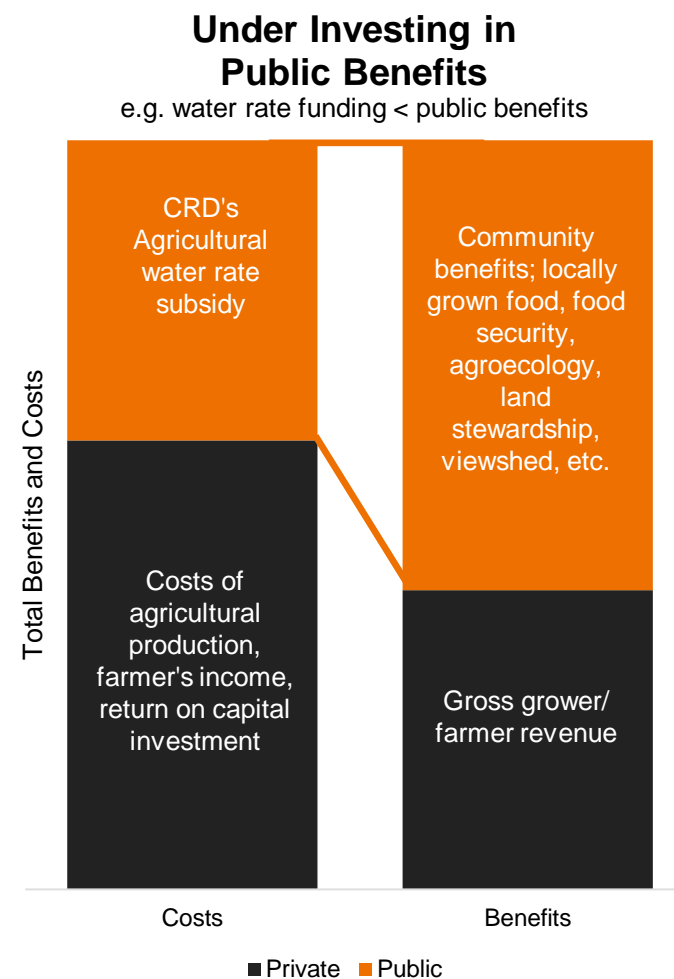 Under Investing in
Public Benefits
e.g. water rate funding < public benefits
Total Benefits and Costs
CRD's
Agricultural
water rate
subsidy
Costs of
agricultural
production,
farmer's income,
return on capital
investment
Community
benefits; locally
grown food, food
security,
agroecology,
land
stewardship,
viewshed, etc.
Gross grower/
farmer revenue
Costs
Benefits
Private
Public